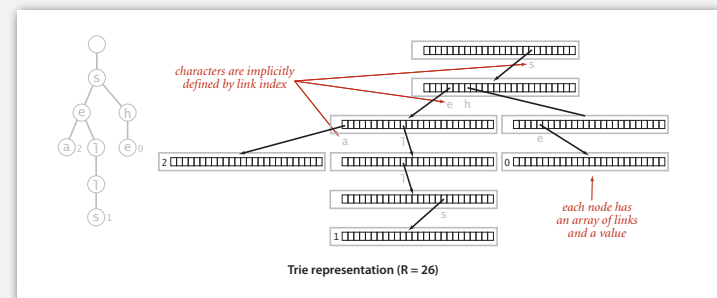 s
characters are implicitly
defined by link index
s
e h
e h
a l e
a 2 l e 0
2 0
l l
s
each node has
an array of links
and a value
s 1
1
Trie representation (R = 26)